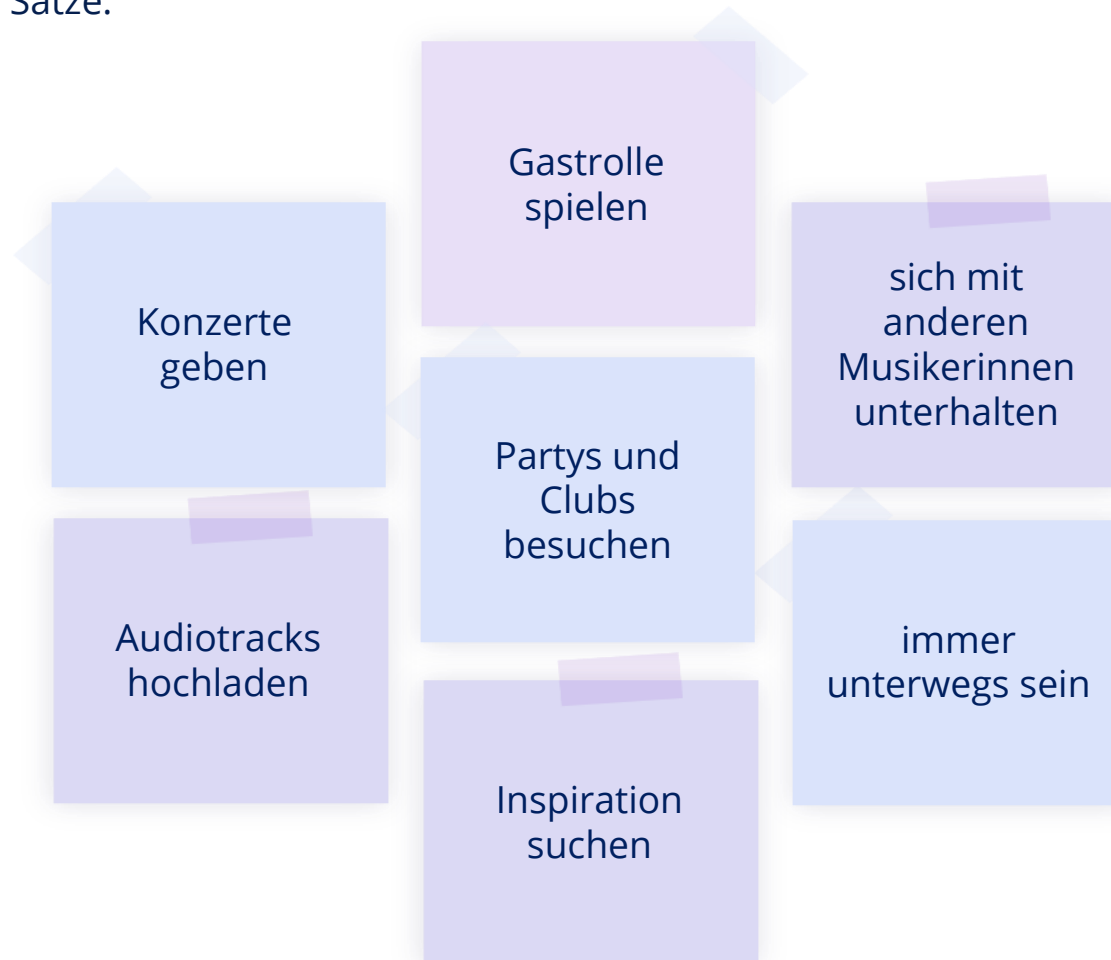 Sätze.
Gastrolle
spielen
Konzerte
geben
sich mit
anderen
Musikerinnen
unterhalten
Partys und
Clubs
besuchen
Audiotracks
hochladen
immer
unterwegs sein
Inspiration
suchen